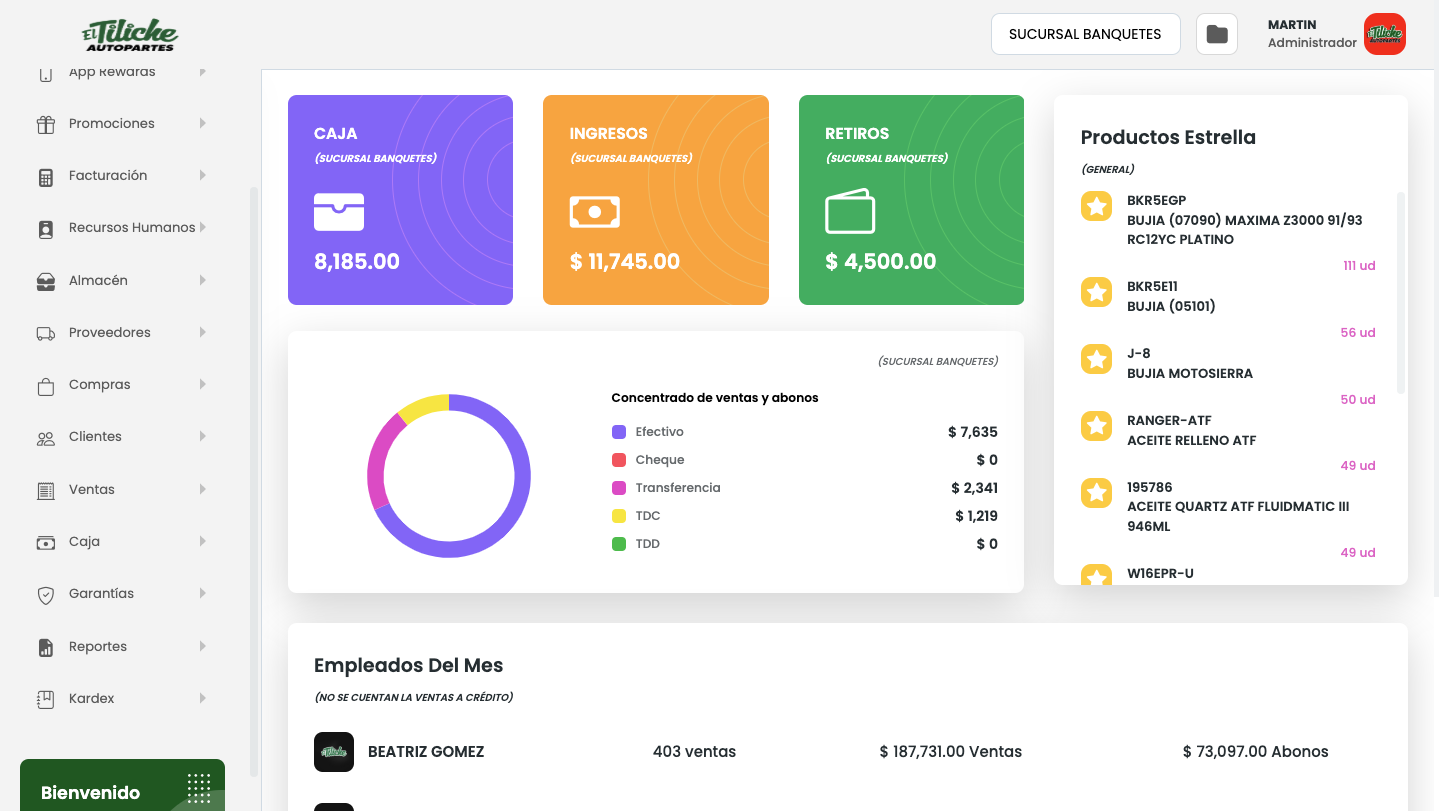 EL Tiliche
AUTOPARTES
SUCURSAL BANQUETES
MARTIN
Administrador
App Rewards
Promociones
Facturación
Recursos Humanos
Almacén
Proveedores
Compras
Clientes
Ventas
Caja
Garantías
Reportes
Kardex
Bienvenido
CAJA
(SUCURSAL BANQUETES)
8,185.00
INGRESOS
(SUCURSAL BANQUETES)
$ 11,745.00
RETIROS
(SUCURSAL BANQUETES)
$ 4,500.00
(SUCURSAL BANQUETES)
Concentrado de ventas y abonos
Efectivo $ 7,635
Cheque $ 0
Transferencia $ 2,341
TDC $ 1,219
TDD $ 0
Productos Estrella
(GENERAL)
BKR5EGP
BUJIA (07090) MAXIMA Z3000 91/93
RC12YC PLATINO
111 ud
BKR5E11
BUJIA (05101)
56 ud
J-8
BUJIA MOTOSIERRA
50 ud
RANGER-ATF
ACEITE RELLENO ATF
49 ud
195786
ACEITE QUARTZ ATF FLUIDMATIC III
946ML
49 ud
W16EPR-U
Empleados Del Mes
(NO SE CUENTAN LA VENTAS A CRÉDITO)
Tiliche
BEATRIZ GOMEZ 403 ventas $ 187,731.00 Ventas $ 73,097.00 Abonos